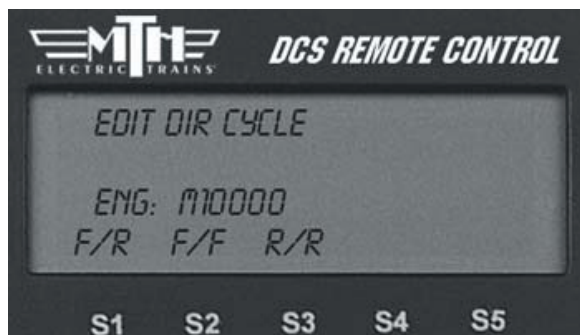 MTH
ELECTRIC TRAINS
DCS REMOTE CONTROL
EDIT DIR CYCLE
ENG: M10000
F/R F/F R/R
S1 S2 S3 S4 S5